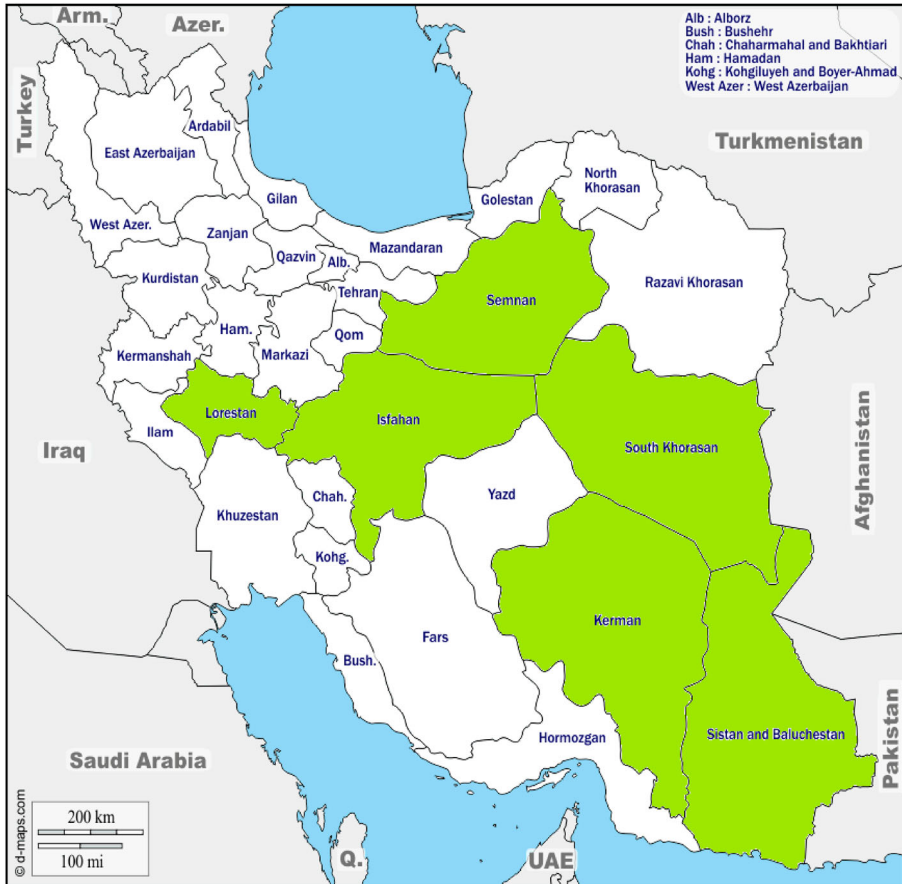 Arm.
Azer.
Alb : Alborz
Bush : Bushehr
Chah : Chaharmahal and Bakhtiari
Ham : Hamadan
Kohg : Kohgiluyeh and Boyer-Ahmad
West Azer : West Azerbaijan
Turkey
Turkmenistan
Ardabil
East Azerbaijan
North
Khorasan
Gilan
Golestan
West Azer.
Zanjan
Mazandaran
Qazvin
Alb.
Kurdistan
Razavi Khorasan
Tehran
Semnan
Ham.
Qom
Kermanshah
Markazi
Lorestan
Isfahan
Ilam
South Khorasan
Iraq
Afghanistan
Khuzestan
Chah.
Yazd
Kohg.
Kerman
Fars
Bush.
Hormozgan
Sistan and Baluchestan
Pakistan
Saudi Arabia
200 km
100 mi
© d-maps.com
Q.
UAE